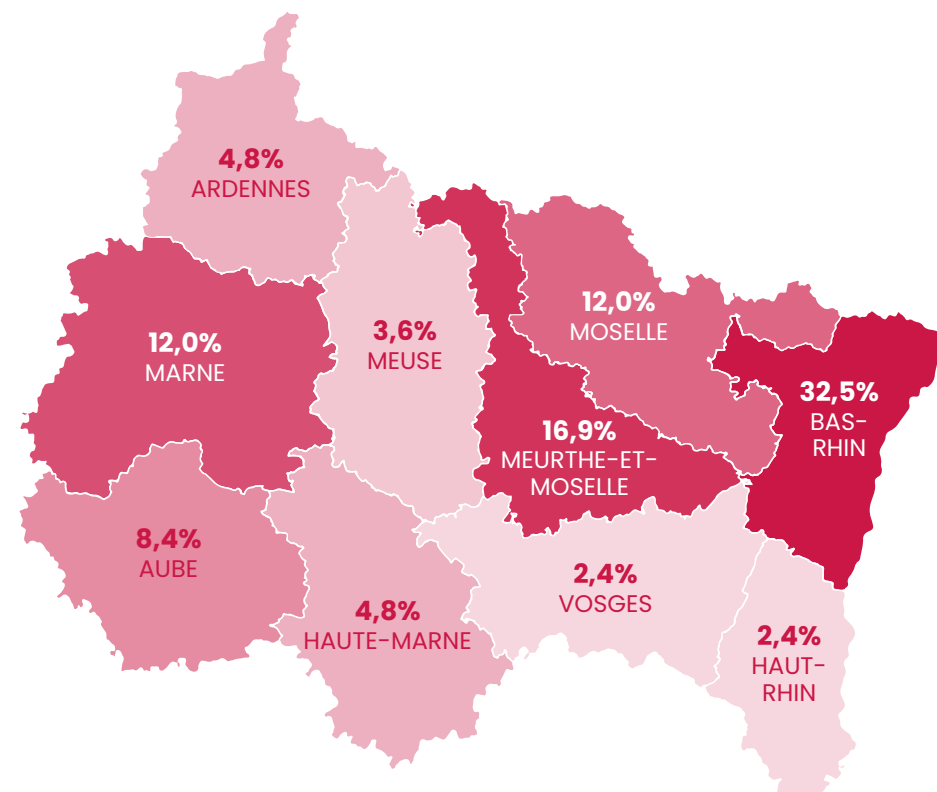 4,8%
ARDENNES
12,0%
MARNE
3,6%
MEUSE
12,0%
MOSELLE
32,5%
BAS-
RHIN
16,9%
MEURTHE-ET-
MOSELLE
8,4%
AUBE
4,8%
HAUTE-MARNE
2,4%
VOSGES
2,4%
HAUT-
RHIN